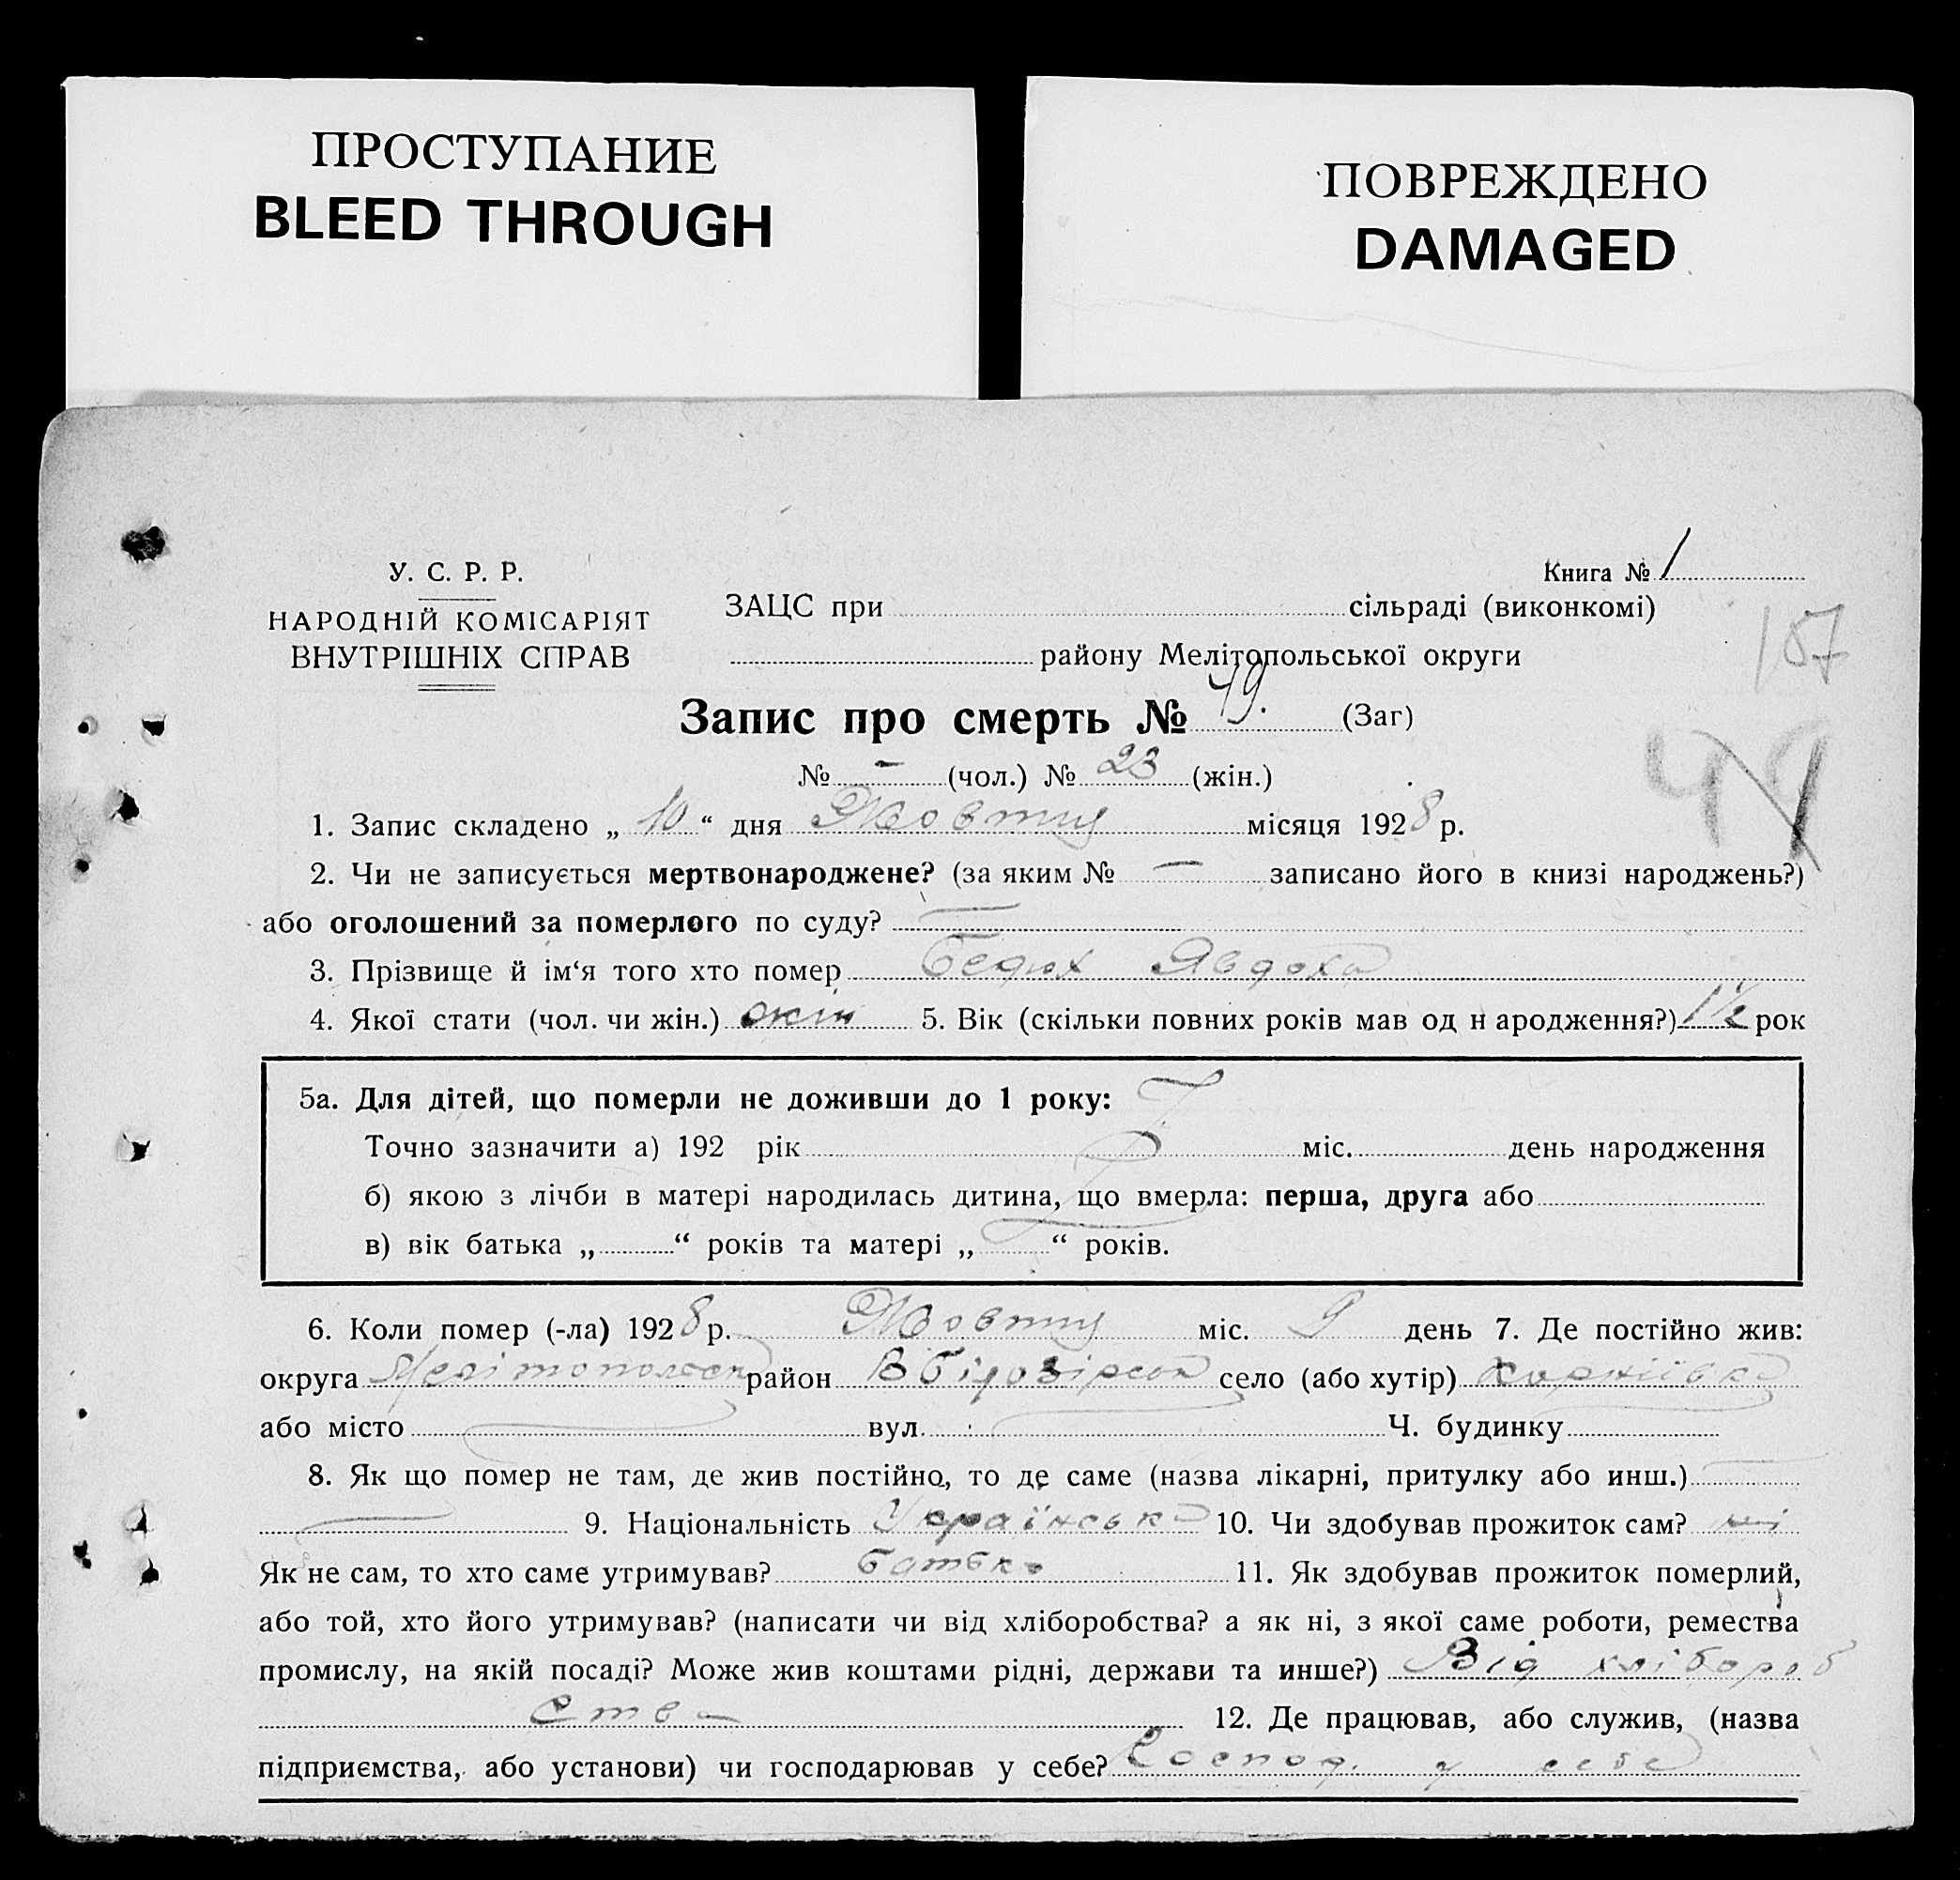 ПРОСТУПАНИЕ
BLEED THROUGH
ПОВРЕЖДЕНО
DAMAGED
У. С. Р. Р.
НАРОДНІЙ КОМІСАРІЯТ
ВНУТРІШНІХ СПРАВ
Книга № 1
ЗАЦС при сільраді (виконкомі)
району Мелітопольської округи
187
Запис про смерть № 49. (Заг)
№ – (чол.) № 23 (жін.)
49
1. Запис складено „ 10 “ дня Жовтня місяця 1928 р.
2. Чи не записується мертвонароджене? (за яким № — записано його в книзі народжень?)
або оголошений за померлого по суду? —
3. Прізвище й ім‘я того хто помер Бедюх Явдоха
4. Якої стати (чол. чи жін.) жін 5. Вік (скільки повних років мав од н ародження?) 1½ рок
5а. Для дітей, що померли не доживши до 1 року:
Точно зазначити а) 192 рік міс. день народження
б) якою з лічби в матері народилась дитина, що вмерла: перша, друга або
в) вік батька „ “ років та матері „ “ років.
6. Коли помер (-ла) 1928 р. Жовтня міс. 9 день 7. Де постійно жив:
округа Мелітопольськ район В Білозірськ село (або хутір)
або місто вул. Ч. будинку
8. Як що помер не там, де жив постійно, то де саме (назва лікарні, притулку або инш.)
— 9. Національність Українська 10. Чи здобував прожиток сам? ні
Як не сам, то хто саме утримував? батько 11. Як здобував прожиток померлий,
або той, хто його утримував? (написати чи від хліборобства? а як ні, з якої саме роботи, ремества
промислу, на якій посаді? Може жив коштами рідні, держави та инше?) Від хлібороб
ства 12. Де працював, або служив, (назва
підприємства, або установи) чи господарював у себе? Господ. у себе